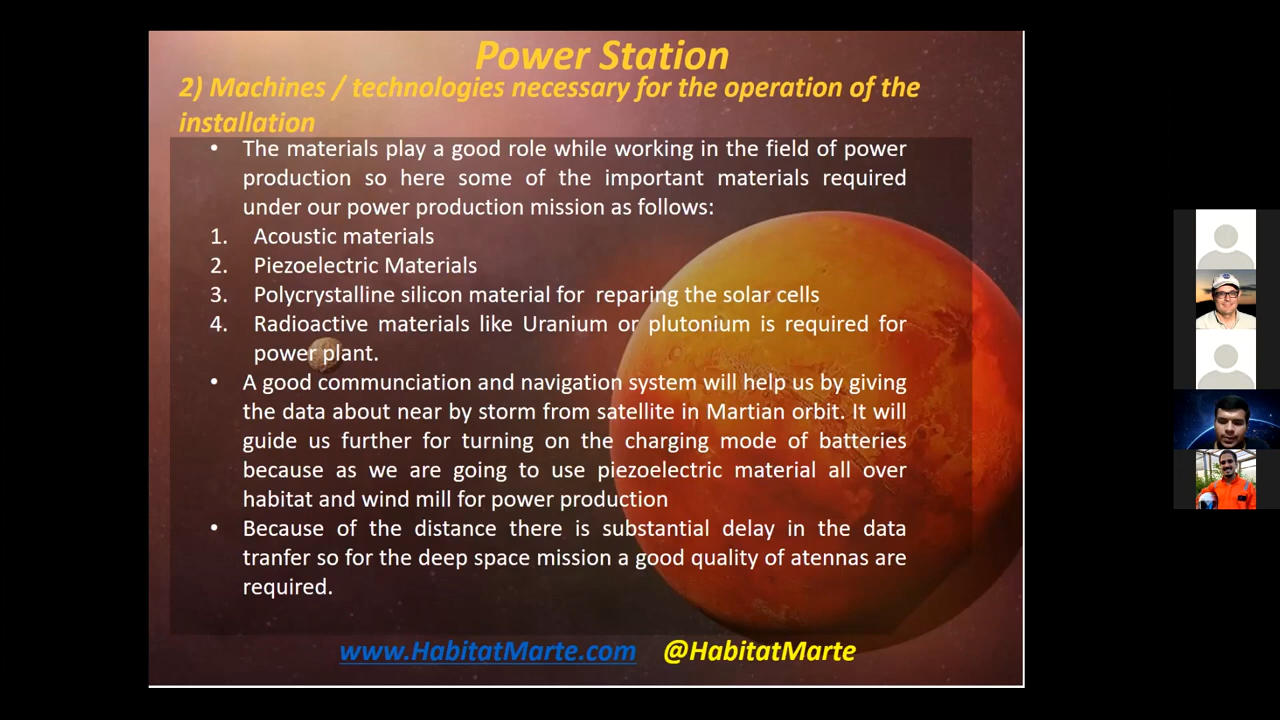 Power Station
2) Machines / technologies necessary for the operation of the
installation
• The materials play a good role while working in the field of power
production so here some of the important materials required
under our power production mission as follows:
1. Acoustic materials
2. Piezoelectric Materials
3. Polycrystalline silicon material for reparing the solar cells
4. Radioactive materials like Uranium or plutonium is required for
power plant.
• A good communciation and navigation system will help us by giving
the data about near by storm from satellite in Martian orbit. It will
guide us further for turning on the charging mode of batteries
because as we are going to use piezoelectric material all over
habitat and wind mill for power production
• Because of the distance there is substantial delay in the data
tranfer so for the deep space mission a good quality of atennas are
required.
www.HabitatMarte.com @HabitatMarte